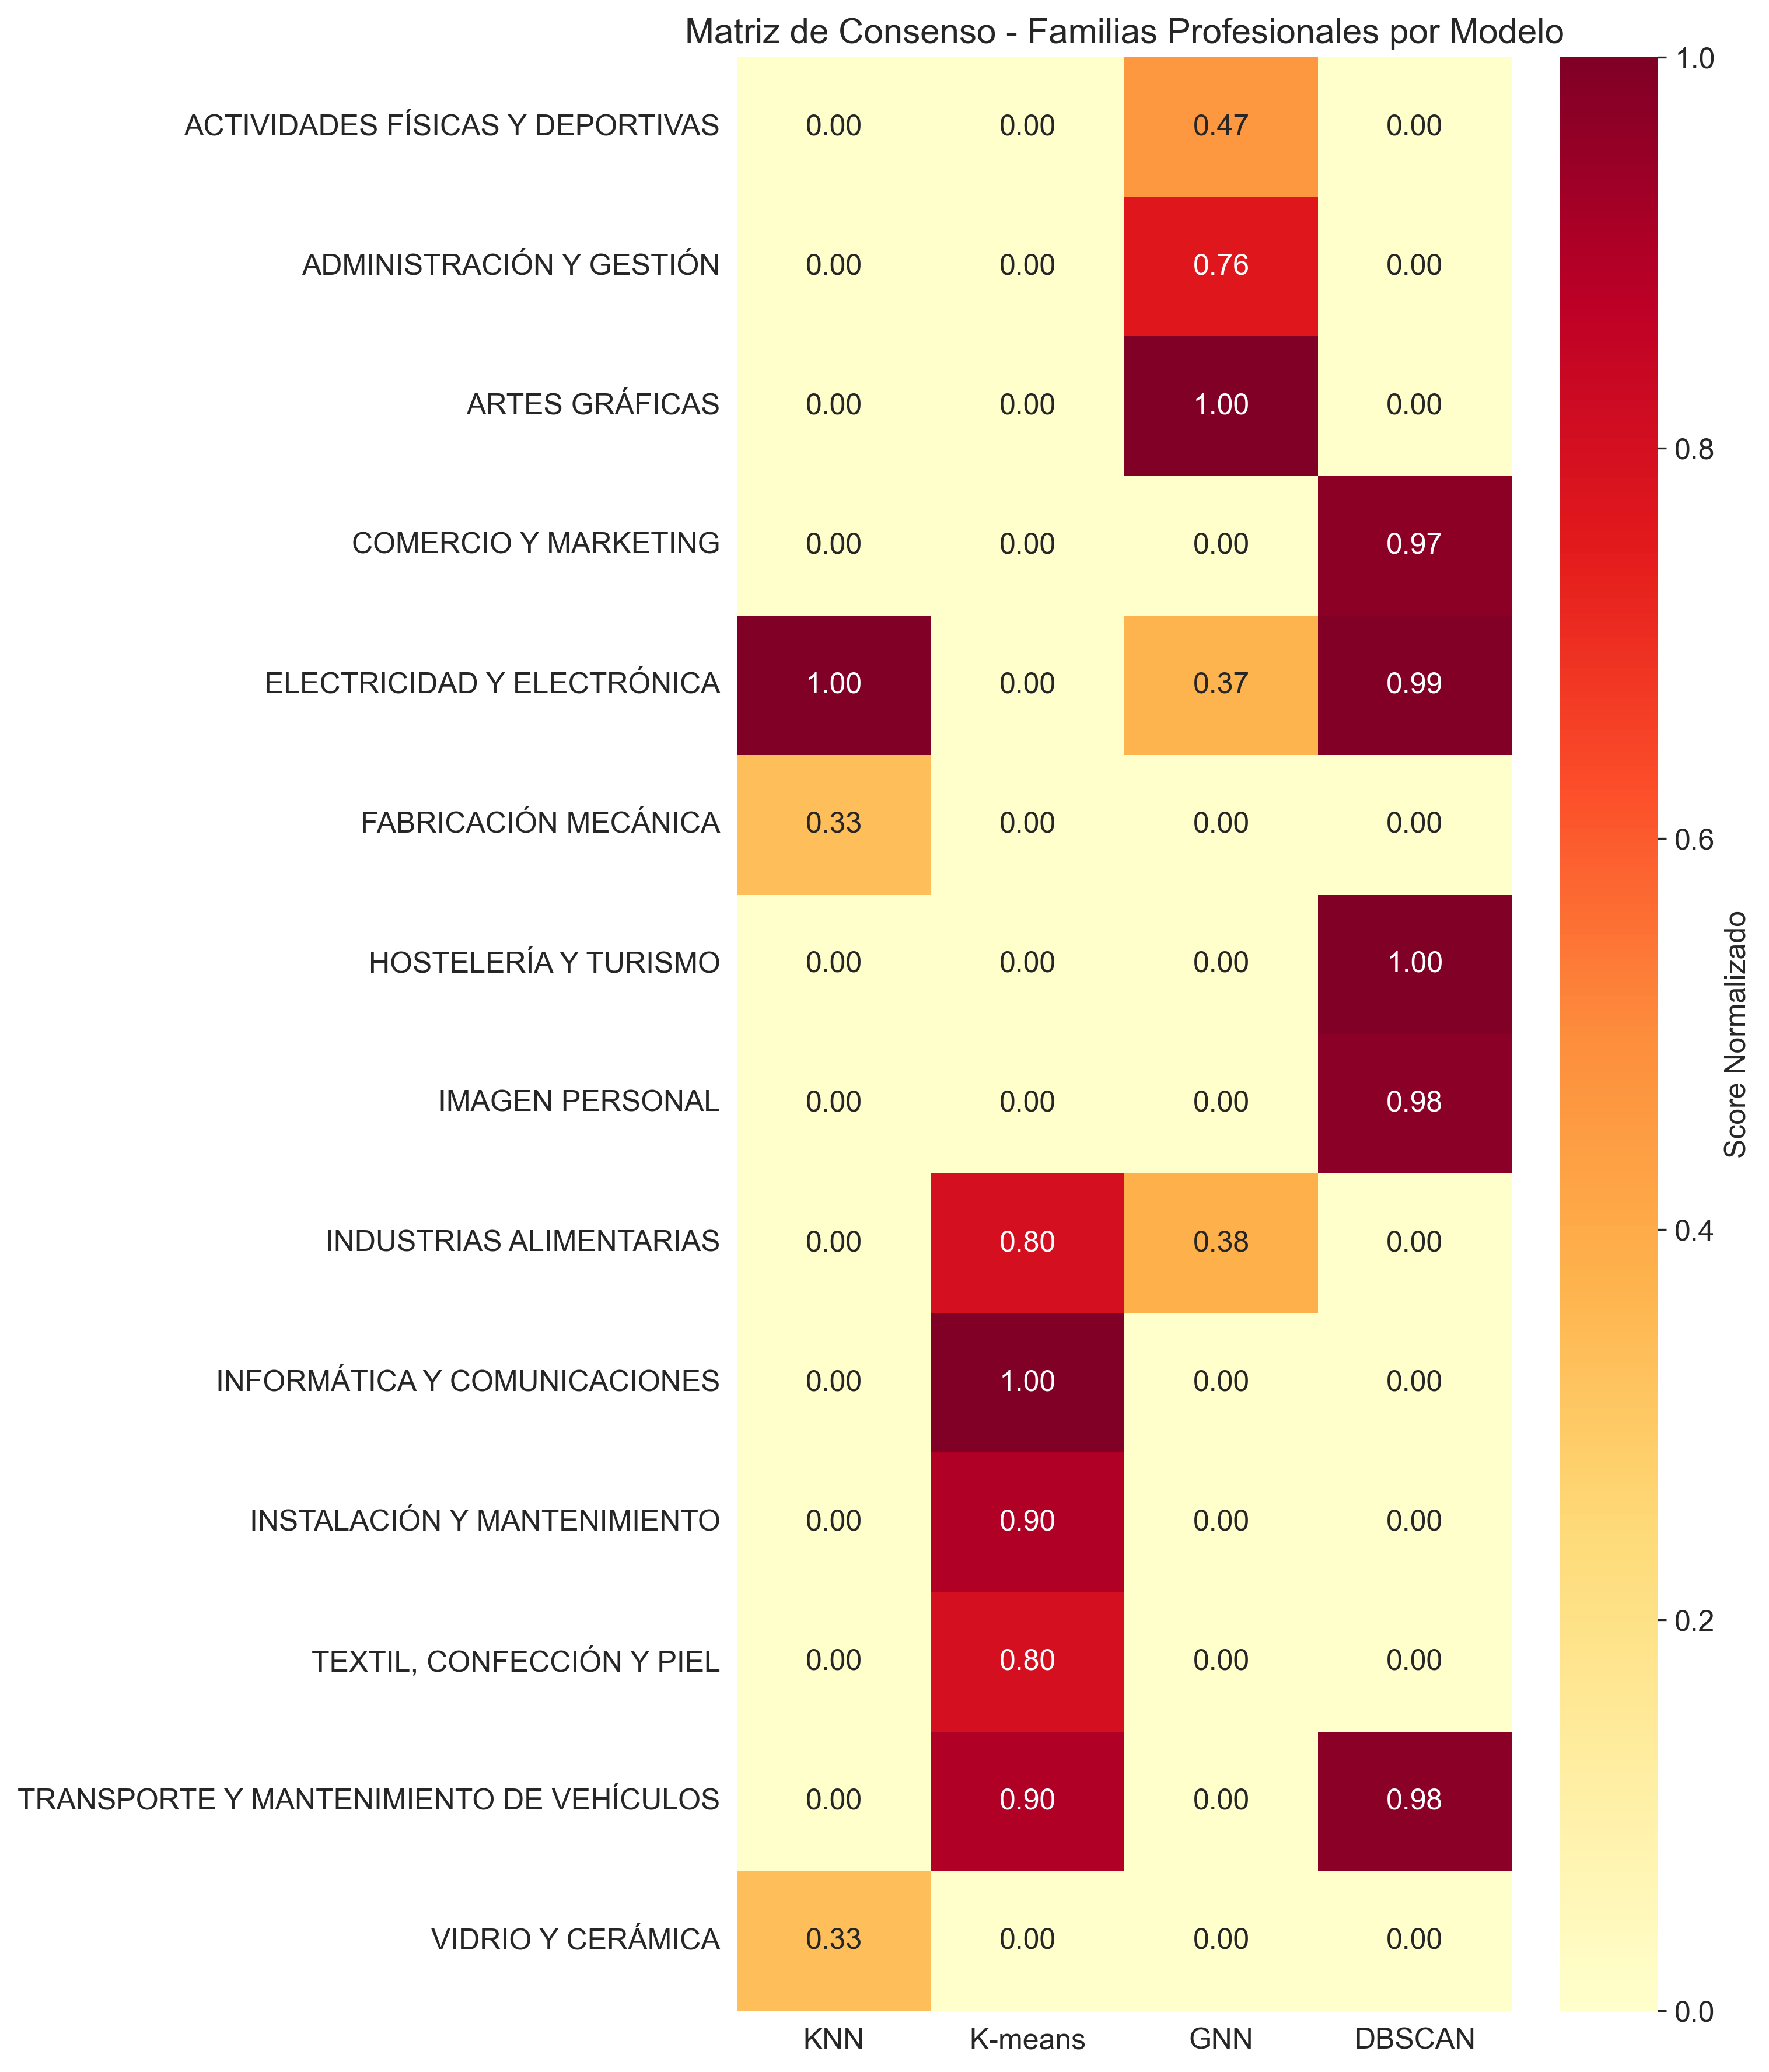 Matriz de Consenso - Familias Profesionales por Modelo
ACTIVIDADES FÍSICAS Y DEPORTIVAS 0.00 0.00 0.47 0.00
ADMINISTRACIÓN Y GESTIÓN 0.00 0.00 0.76 0.00
ARTES GRÁFICAS 0.00 0.00 1.00 0.00
COMERCIO Y MARKETING 0.00 0.00 0.00 0.97
ELECTRICIDAD Y ELECTRÓNICA 1.00 0.00 0.37 0.99
FABRICACIÓN MECÁNICA 0.33 0.00 0.00 0.00
HOSTELERÍA Y TURISMO 0.00 0.00 0.00 1.00
IMAGEN PERSONAL 0.00 0.00 0.00 0.98
INDUSTRIAS ALIMENTARIAS 0.00 0.80 0.38 0.00
INFORMÁTICA Y COMUNICACIONES 0.00 1.00 0.00 0.00
INSTALACIÓN Y MANTENIMIENTO 0.00 0.90 0.00 0.00
TEXTIL, CONFECCIÓN Y PIEL 0.00 0.80 0.00 0.00
TRANSPORTE Y MANTENIMIENTO DE VEHÍCULOS 0.00 0.90 0.00 0.98
VIDRIO Y CERÁMICA 0.33 0.00 0.00 0.00
KNN K-means GNN DBSCAN
1.0
0.8
0.6
0.4
0.2
0.0
Score Normalizado